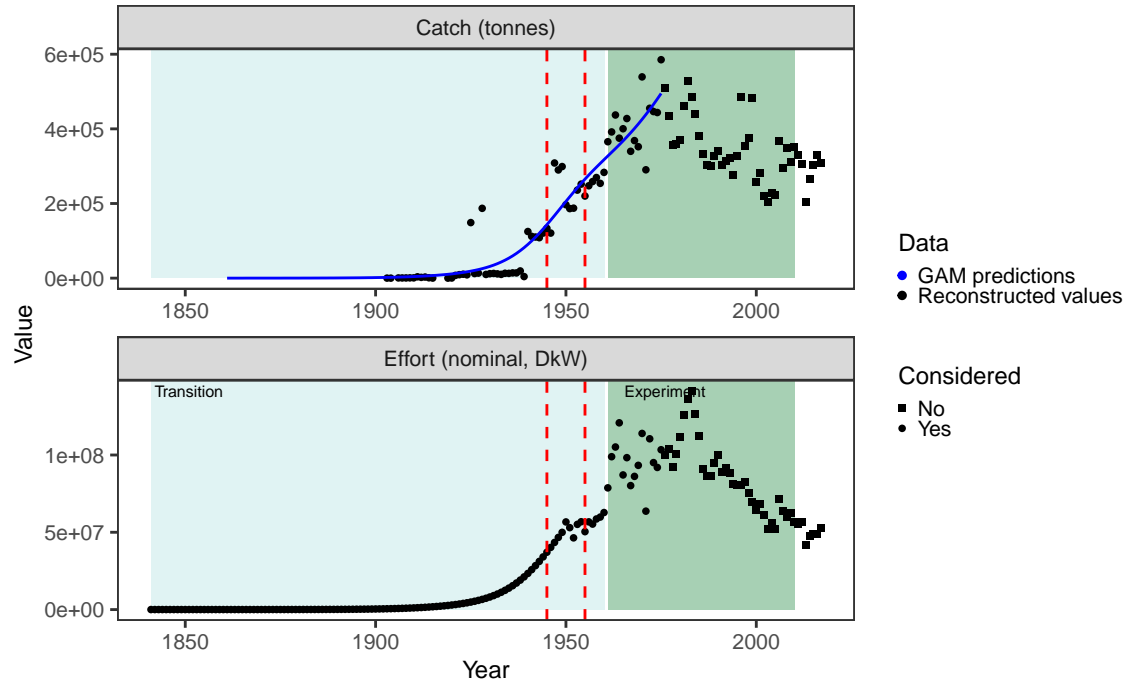 Catch (tonnes)
6e+05
4e+05
2e+05
0e+00
1850 1900 1950 2000
Value
Effort (nominal, DkW)
Transition Experiment
1e+08
5e+07
0e+00
1850 1900 1950 2000
Year
Data
GAM predictions
Reconstructed values
Considered
No
Yes